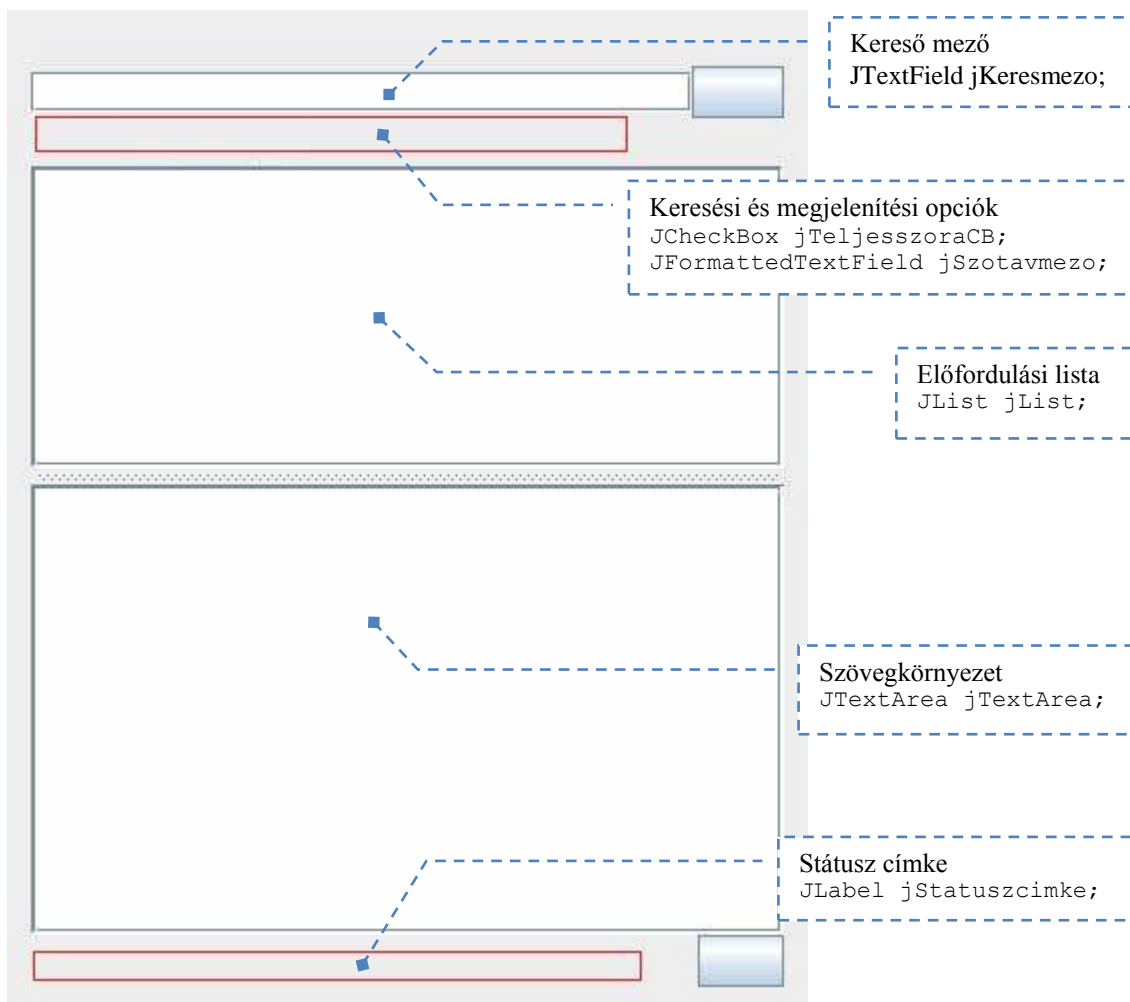 Kereső mező
JTextField jKeresmezo;
Keresési és megjelenítési opciók
JCheckBox jTeljesszoraCB;
JFormattedTextField jSzotavmezo;
Előfordulási lista
JList jList;
Szövegkörnyezet
JTextArea jTextArea;
Státusz címke
JLabel jStatuszcimke;